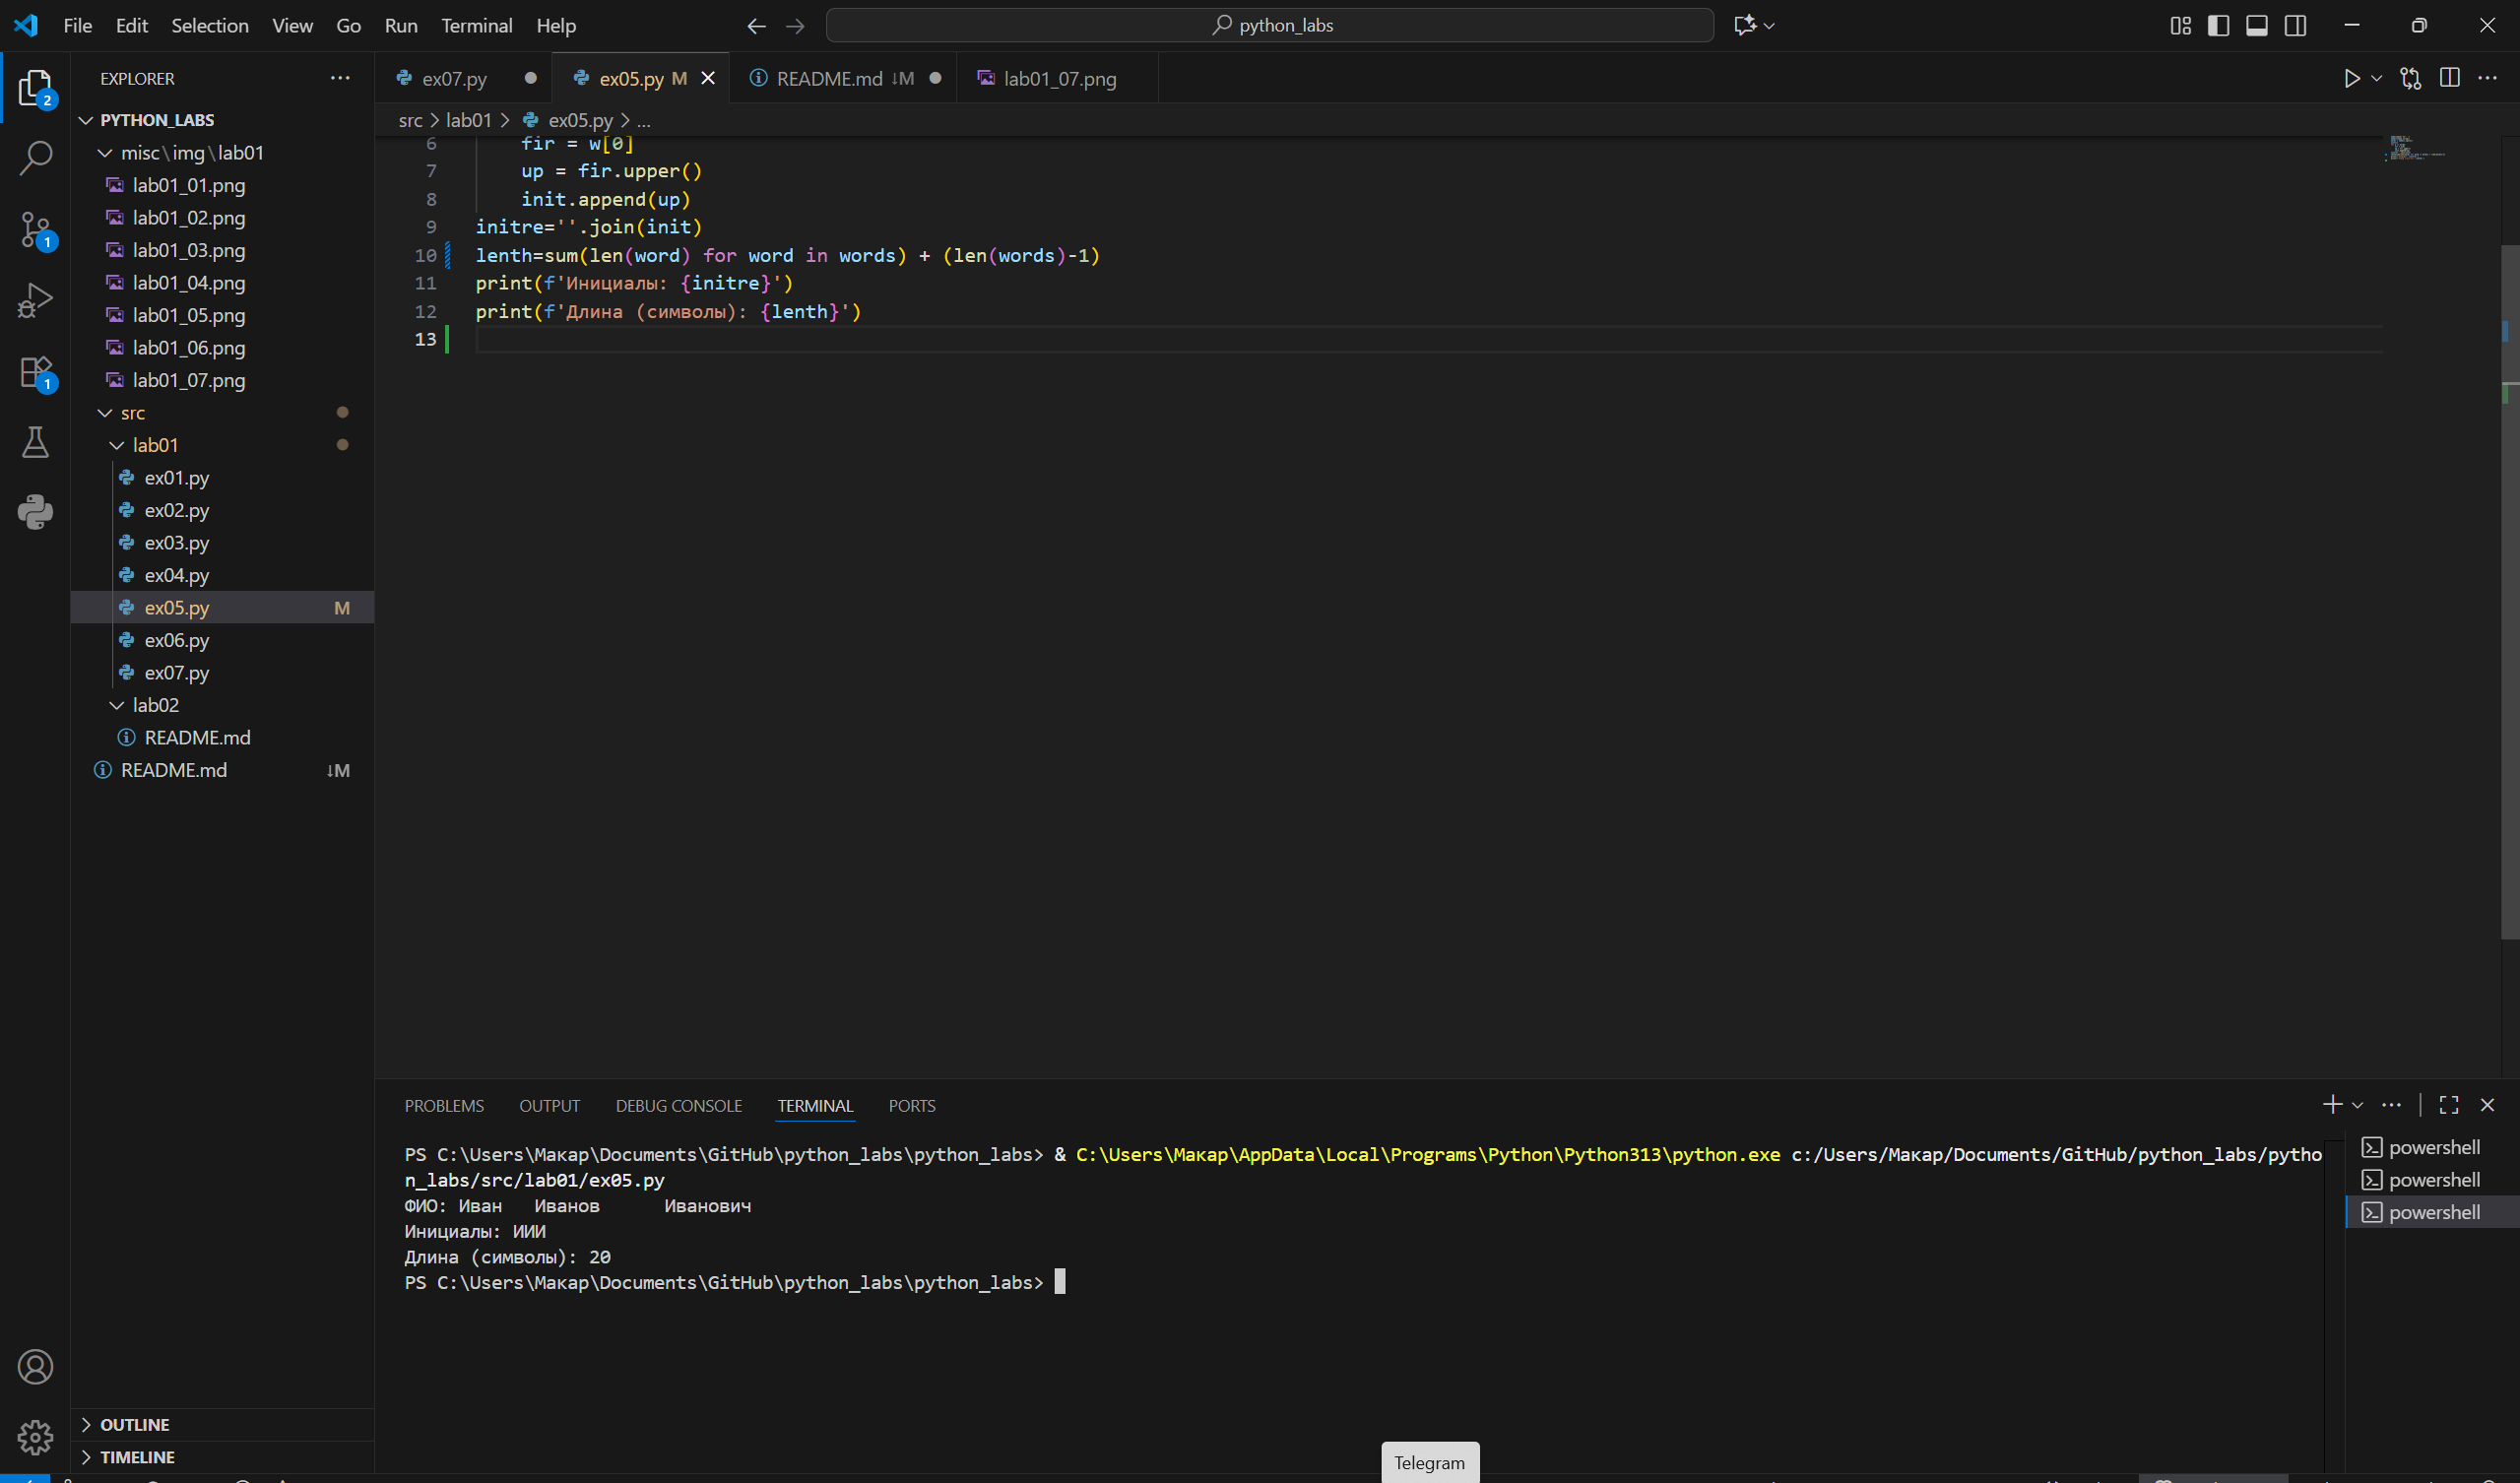 File Edit Selection View Go Run Terminal Help
python_labs
EXPLORER
PYTHON_LABS
misc\img\lab01
lab01_01.png
lab01_02.png
lab01_03.png
lab01_04.png
lab01_05.png
lab01_06.png
lab01_07.png
src
lab01
ex01.py
ex02.py
ex03.py
ex04.py
ex05.py M
ex06.py
ex07.py
lab02
README.md
README.md ↓M
OUTLINE
TIMELINE
2
1
1
ex07.py ex05.py M README.md ↓M lab01_07.png
src > lab01 > ex05.py > ...
6 fir = w[0]
7 up = fir.upper()
8 init.append(up)
9 initre=''.join(init)
10 lenth=sum(len(word) for word in words) + (len(words)-1)
11 print(f'Инициалы: {initre}')
12 print(f'Длина (символы): {lenth}')
13
PROBLEMS OUTPUT DEBUG CONSOLE TERMINAL PORTS
PS C:\Users\Макар\Documents\GitHub\python_labs\python_labs> & C:\Users\Макар\AppData\Local\Programs\Python\Python313\python.exe c:/Users/Макар/Documents/GitHub/python_labs/pytho
n_labs/src/lab01/ex05.py
ФИО: Иван   Иванов      Иванович
Инициалы: ИИИ
Длина (символы): 20
PS C:\Users\Макар\Documents\GitHub\python_labs\python_labs>
powershell
powershell
powershell
Telegram